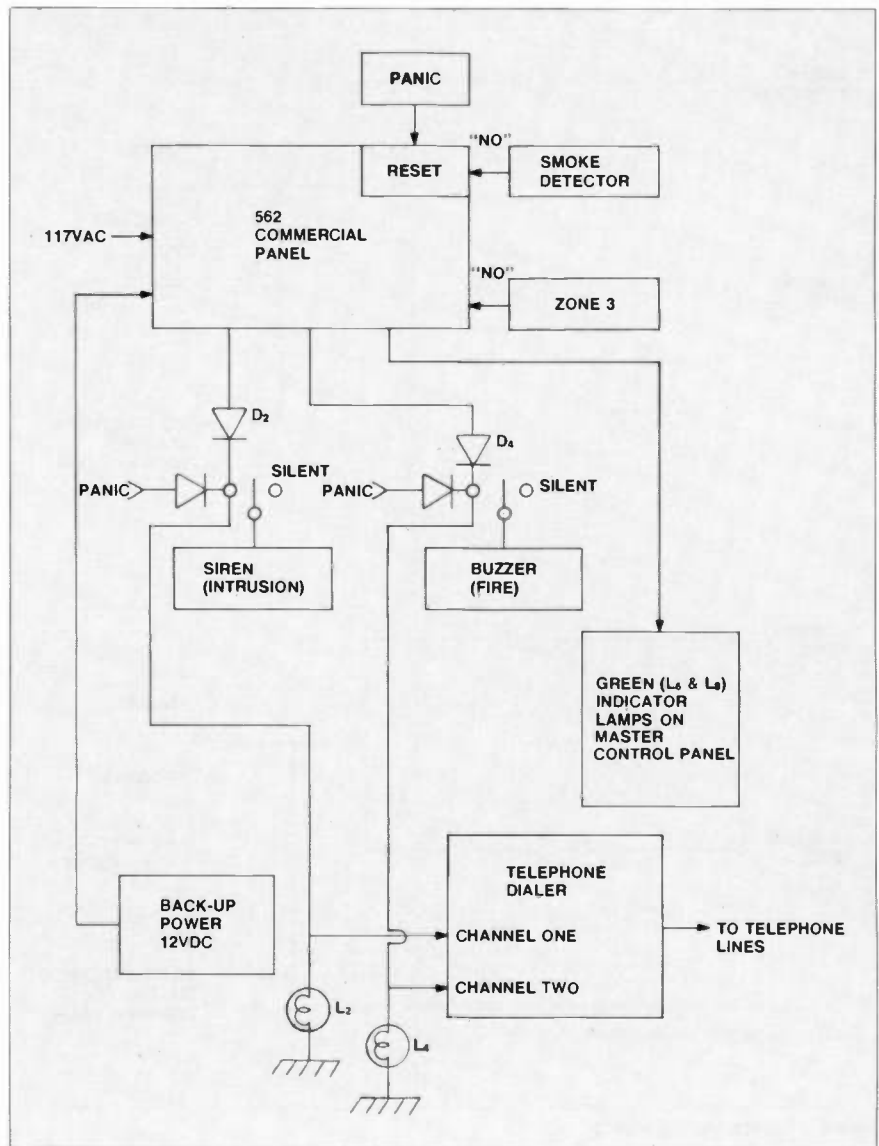 PANIC
"NO"
RESET
SMOKE
DETECTOR
562
COMMERCIAL
PANEL
117VAC
"NO"
ZONE 3
D₂
D₄
SILENT
SILENT
PANIC
PANIC
SIREN
(INTRUSION)
BUZZER
(FIRE)
GREEN (L₆ & L₈)
INDICATOR
LAMPS ON
MASTER
CONTROL PANEL
TELEPHONE
DIALER
BACK-UP
POWER
12VDC
CHANNEL ONE
TO TELEPHONE
LINES
CHANNEL TWO
L₂
L₄